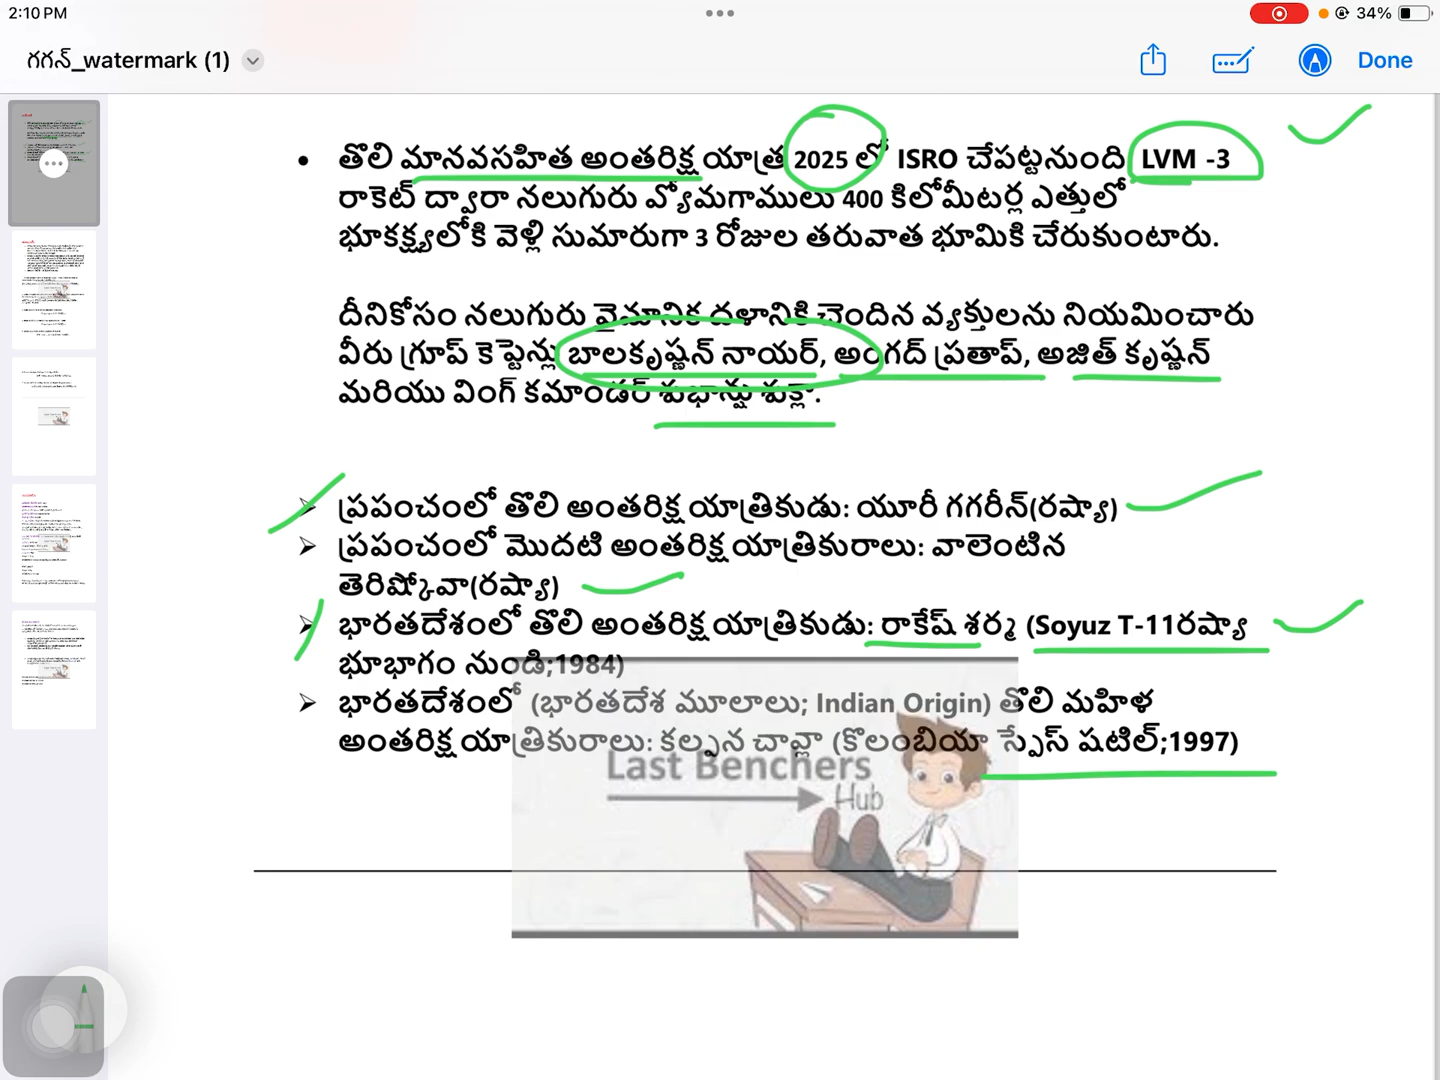 2:10 PM
34%
గగన్_watermark (1)
Done
• తొలి మానవసహిత అంతరిక్ష యాత్ర 2025 లో ISRO చేపట్టనుంది LVM -3
రాకెట్ ద్వారా నలుగురు వ్యోమగాములు 400 కిలోమీటర్ల ఎత్తులో
భూకక్ష్యలోకి వెళ్లి సుమారుగా 3 రోజుల తరువాత భూమికి చేరుకుంటారు.
దీనికోసం నలుగురు వైమానిక దళానికి చెందిన వ్యక్తులను నియమించారు
వీరు గ్రూప్ కెప్టెన్లు బాలకృష్ణన్ నాయర్, అంగద్ ప్రతాప్, అజిత్ కృష్ణన్
మరియు వింగ్ కమాండర్ శుభాన్షు శుక్లా.
➢ ప్రపంచంలో తొలి అంతరిక్ష యాత్రికుడు: యూరీ గగరీన్(రష్యా)
➢ ప్రపంచంలో మొదటి అంతరిక్ష యాత్రికురాలు: వాలెంటిన
తెరిష్కోవా(రష్యా)
➢ భారతదేశంలో తొలి అంతరిక్ష యాత్రికుడు: రాకేష్ శర్మ (Soyuz T-11రష్యా
భూభాగం నుండి;1984)
➢ భారతదేశంలో (భారతదేశ మూలాలు; Indian Origin) తొలి మహిళ
అంతరిక్ష యాత్రికురాలు: కల్పన చావ్లా (కొలంబియా స్పేస్ షటిల్;1997)
Last Benchers
Hub